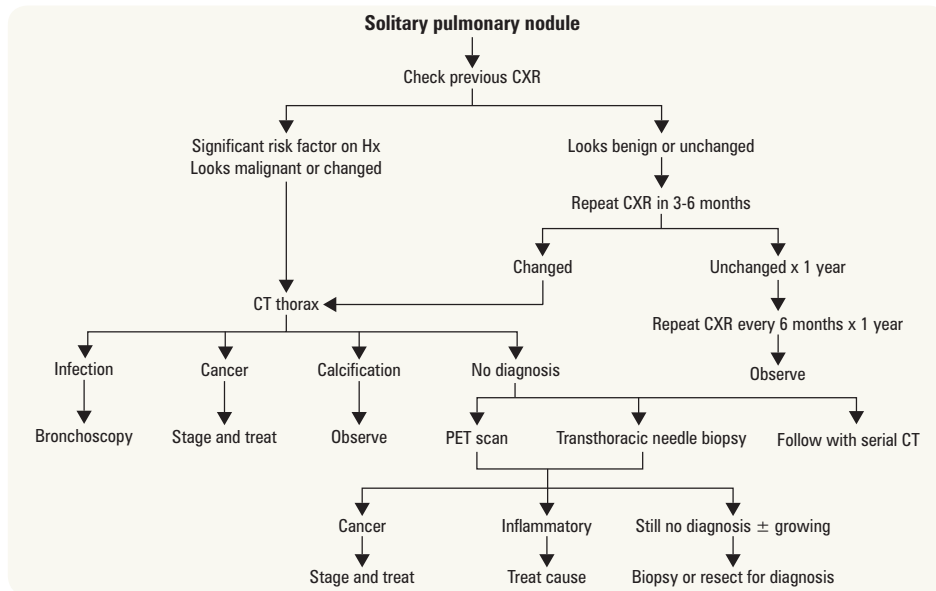 Solitary pulmonary nodule
Check previous CXR
Significant risk factor on Hx
Looks malignant or changed
Looks benign or unchanged
Repeat CXR in 3-6 months
Changed
Unchanged x 1 year
CT thorax
Repeat CXR every 6 months x 1 year
Infection
Cancer
Calcification
No diagnosis
Observe
Bronchoscopy
Stage and treat
Observe
PET scan
Transthoracic needle biopsy
Follow with serial CT
Cancer
Inflammatory
Still no diagnosis ± growing
Stage and treat
Treat cause
Biopsy or resect for diagnosis